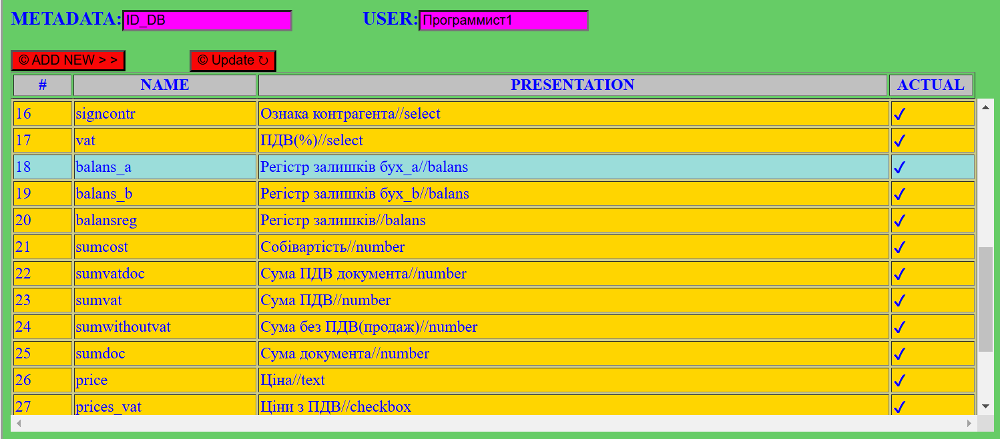 METADATA: ID_DB USER: Программист1
© ADD NEW > > © Update ↻
# NAME PRESENTATION ACTUAL
16 signcontr Ознака контрагента//select ✓
17 vat ПДВ(%)//select ✓
18 balans_a Регістр залишків бух_a//balans ✓
19 balans_b Регістр залишків бух_b//balans ✓
20 balansreg Регістр залишків//balans ✓
21 sumcost Собівартість//number ✓
22 sumvatdoc Сума ПДВ документа//number ✓
23 sumvat Сума ПДВ//number ✓
24 sumwithoutvat Сума без ПДВ(продаж)//number ✓
25 sumdoc Сума документа//number ✓
26 price Ціна//text ✓
27 prices_vat Ціни з ПДВ//checkbox ✓